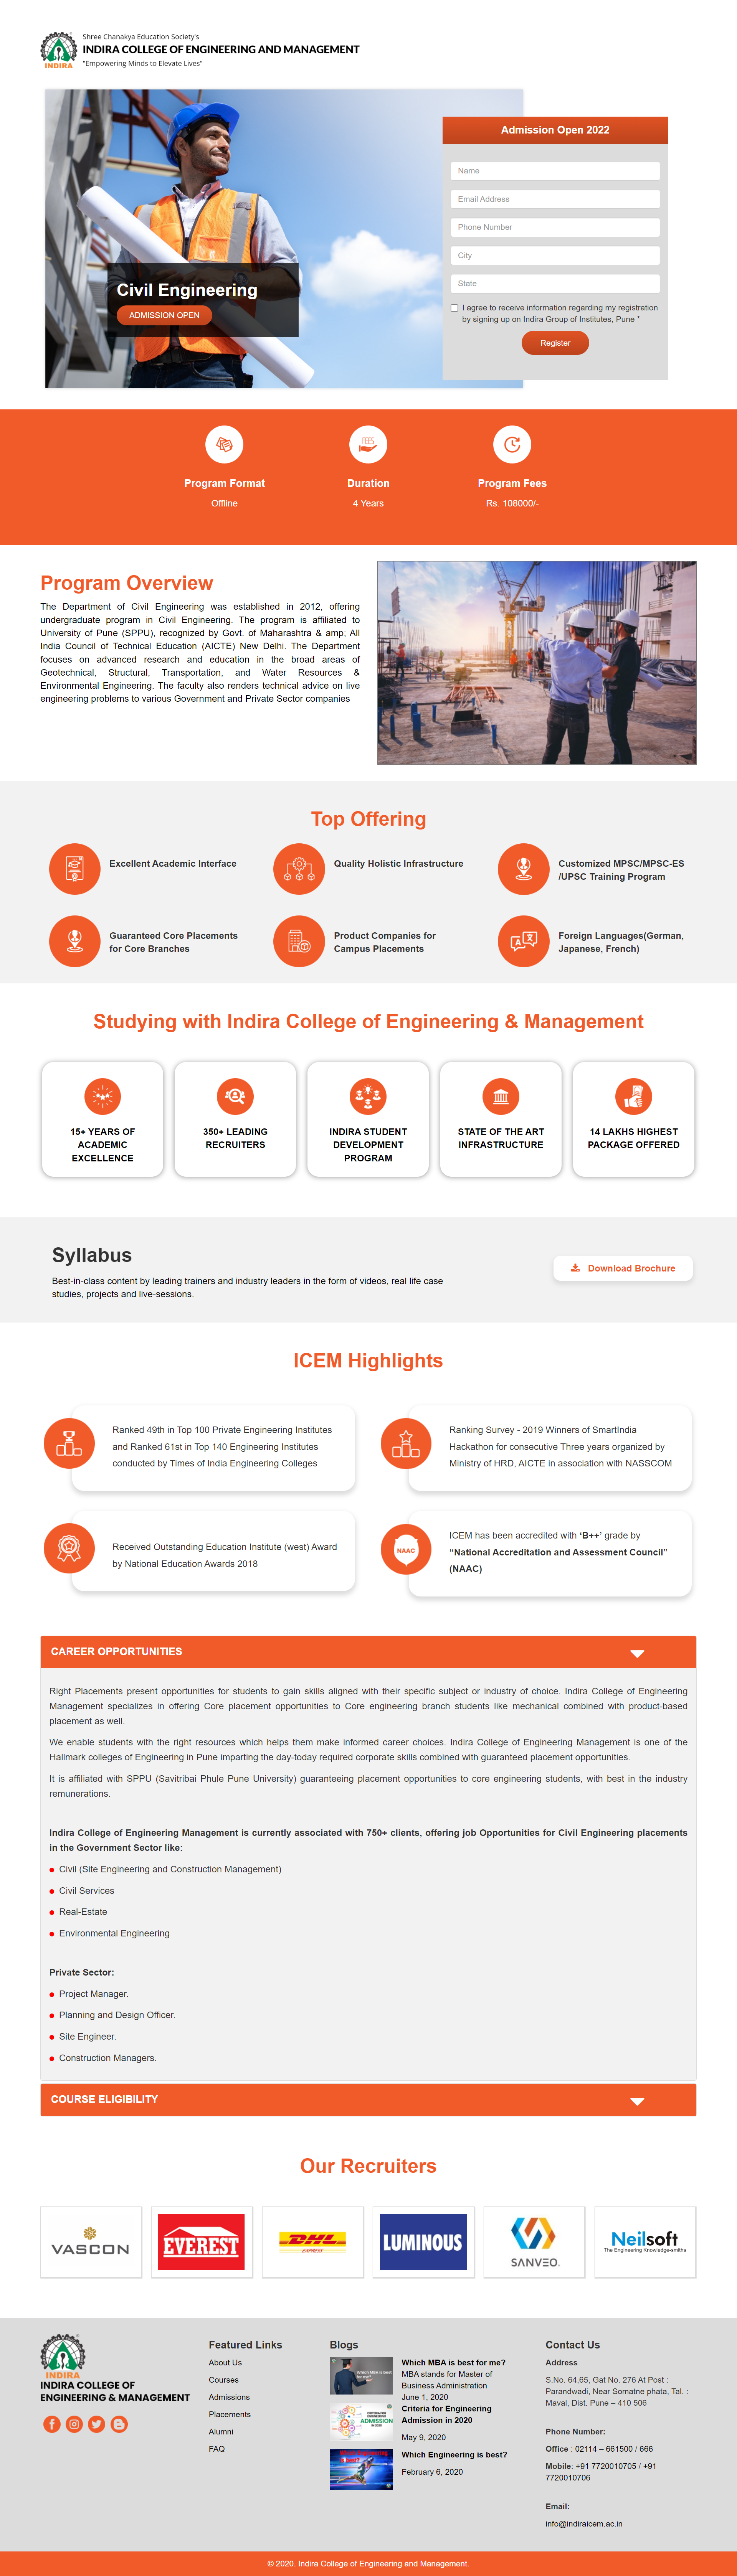 Shree Chanakya Education Society's
INDIRA COLLEGE OF ENGINEERING AND MANAGEMENT
"Empowering Minds to Elevate Lives"
INDIRA
Civil Engineering
ADMISSION OPEN
Admission Open 2022
Name
Email Address
Phone Number
City
State
I agree to receive information regarding my registration
by signing up on Indira Group of Institutes, Pune *
Register
FEES
Program Format
Offline
Duration
4 Years
Program Fees
Rs. 108000/-
Program Overview
The Department of Civil Engineering was established in 2012, offering
undergraduate program in Civil Engineering. The program is affiliated to
University of Pune (SPPU), recognized by Govt. of Maharashtra & amp; All
India Council of Technical Education (AICTE) New Delhi. The Department
focuses on advanced research and education in the broad areas of
Geotechnical, Structural, Transportation, and Water Resources &
Environmental Engineering. The faculty also renders technical advice on live
engineering problems to various Government and Private Sector companies
Top Offering
Excellent Academic Interface
Quality Holistic Infrastructure
Customized MPSC/MPSC-ES
/UPSC Training Program
Guaranteed Core Placements
for Core Branches
Product Companies for
Campus Placements
Foreign Languages(German,
Japanese, French)
Studying with Indira College of Engineering & Management
15+ YEARS OF
ACADEMIC
EXCELLENCE
350+ LEADING
RECRUITERS
INDIRA STUDENT
DEVELOPMENT
PROGRAM
STATE OF THE ART
INFRASTRUCTURE
14 LAKHS HIGHEST
PACKAGE OFFERED
Syllabus
Best-in-class content by leading trainers and industry leaders in the form of videos, real life case
studies, projects and live-sessions.
Download Brochure
ICEM Highlights
Ranked 49th in Top 100 Private Engineering Institutes
and Ranked 61st in Top 140 Engineering Institutes
conducted by Times of India Engineering Colleges
Ranking Survey - 2019 Winners of SmartIndia
Hackathon for consecutive Three years organized by
Ministry of HRD, AICTE in association with NASSCOM
Received Outstanding Education Institute (west) Award
by National Education Awards 2018
NAAC
ICEM has been accredited with ‘B++’ grade by
“National Accreditation and Assessment Council”
(NAAC)
CAREER OPPORTUNITIES
Right Placements present opportunities for students to gain skills aligned with their specific subject or industry of choice. Indira College of Engineering
Management specializes in offering Core placement opportunities to Core engineering branch students like mechanical combined with product-based
placement as well.
We enable students with the right resources which helps them make informed career choices. Indira College of Engineering Management is one of the
Hallmark colleges of Engineering in Pune imparting the day-today required corporate skills combined with guaranteed placement opportunities.
It is affiliated with SPPU (Savitribai Phule Pune University) guaranteeing placement opportunities to core engineering students, with best in the industry
remunerations.
Indira College of Engineering Management is currently associated with 750+ clients, offering job Opportunities for Civil Engineering placements
in the Government Sector like:
Civil (Site Engineering and Construction Management)
Civil Services
Real-Estate
Environmental Engineering
Private Sector:
Project Manager.
Planning and Design Officer.
Site Engineer.
Construction Managers.
COURSE ELIGIBILITY
Our Recruiters
VASCON
EVEREST
DHL
EXPRESS
LUMINOUS
SANVEO.
Neilsoft
The Engineering Knowledge-smiths
INDIRA
INDIRA COLLEGE OF
ENGINEERING & MANAGEMENT
Featured Links
About Us
Courses
Admissions
Placements
Alumni
FAQ
Blogs
Which MBA is best for me?
MBA stands for Master of
Business Administration
June 1, 2020
Criteria for Engineering
Admission in 2020
May 9, 2020
Which Engineering is best?
February 6, 2020
Contact Us
Address
S.No. 64,65, Gat No. 276 At Post :
Parandwadi, Near Somatne phata, Tal. :
Maval, Dist. Pune – 410 506
Phone Number:
Office : 02114 – 661500 / 666
Mobile: +91 7720010705 / +91
7720010706
Email:
info@indiraicem.ac.in
© 2020. Indira College of Engineering and Management.